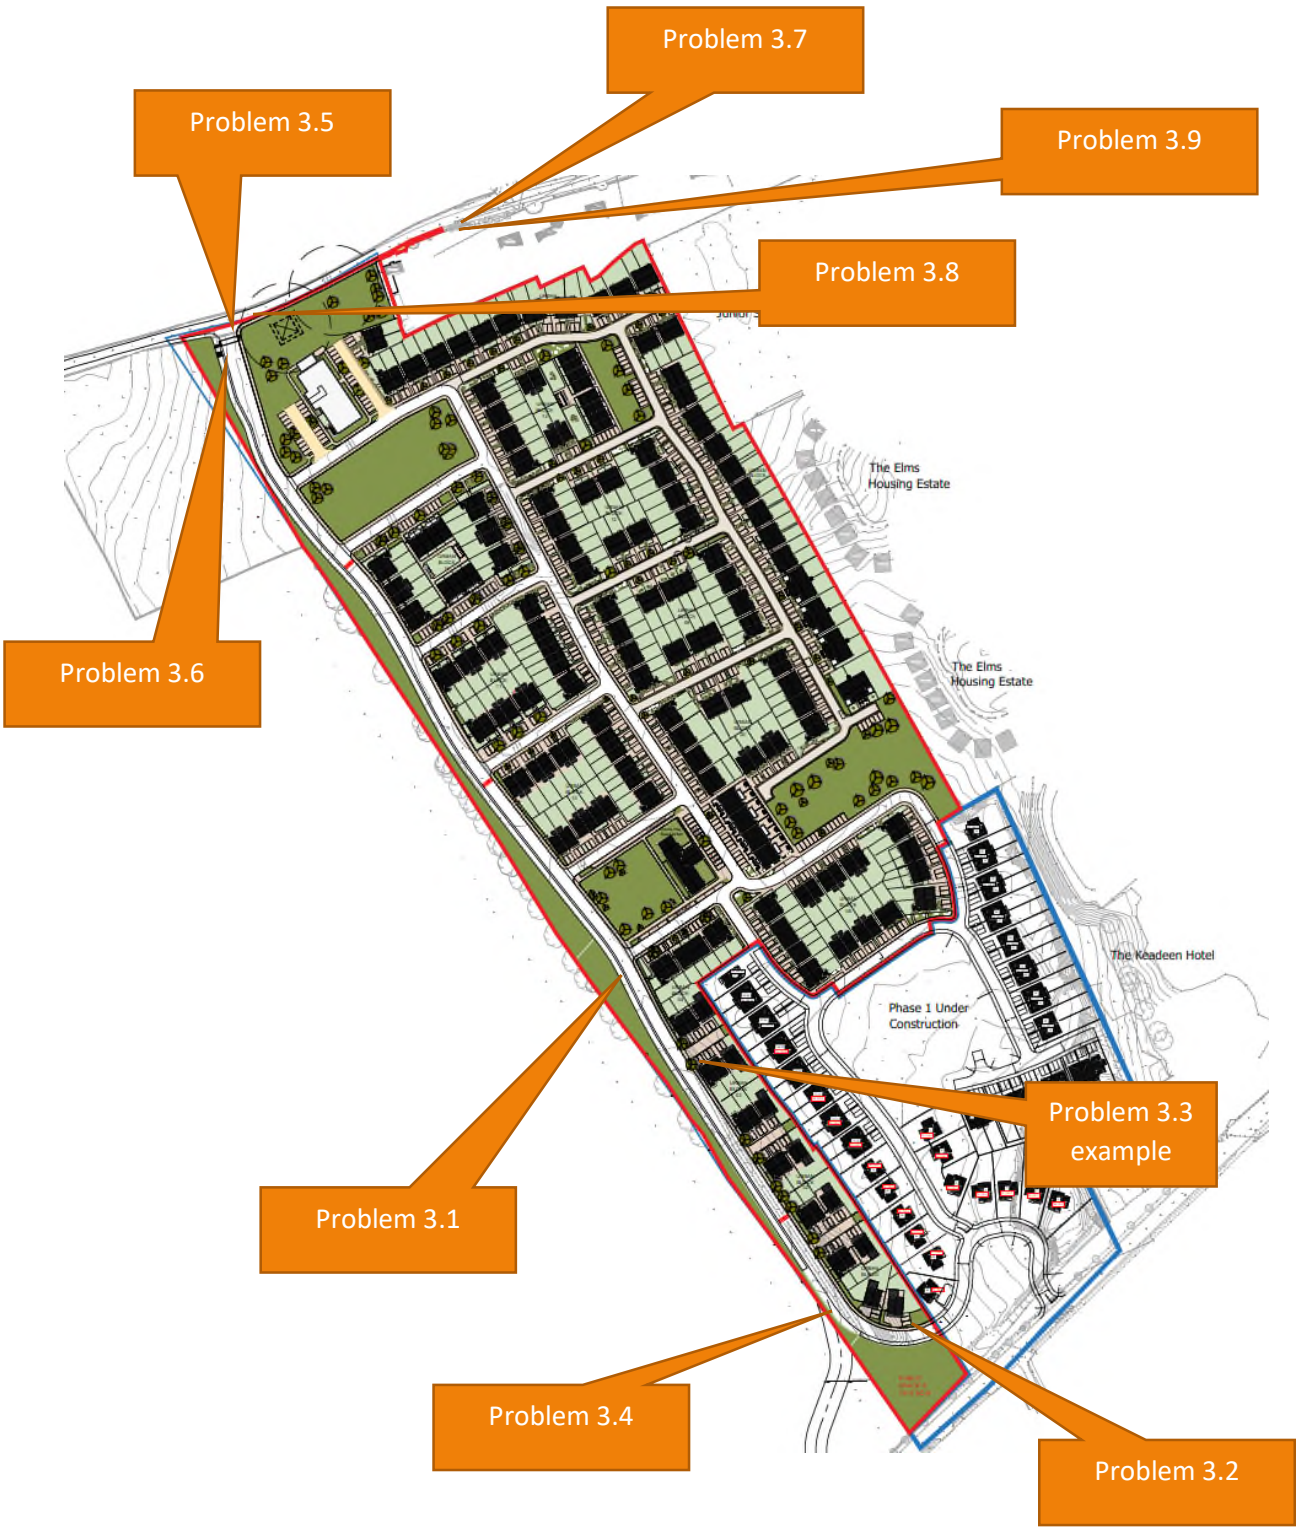 Problem 3.7
Problem 3.5
Problem 3.9
Problem 3.8
Junior S
The Elms
Housing Estate
Problem 3.6
The Elms
Housing Estate
The Keadeen Hotel
Phase 1 Under
Construction
Problem 3.3
example
Problem 3.1
Problem 3.4
Problem 3.2